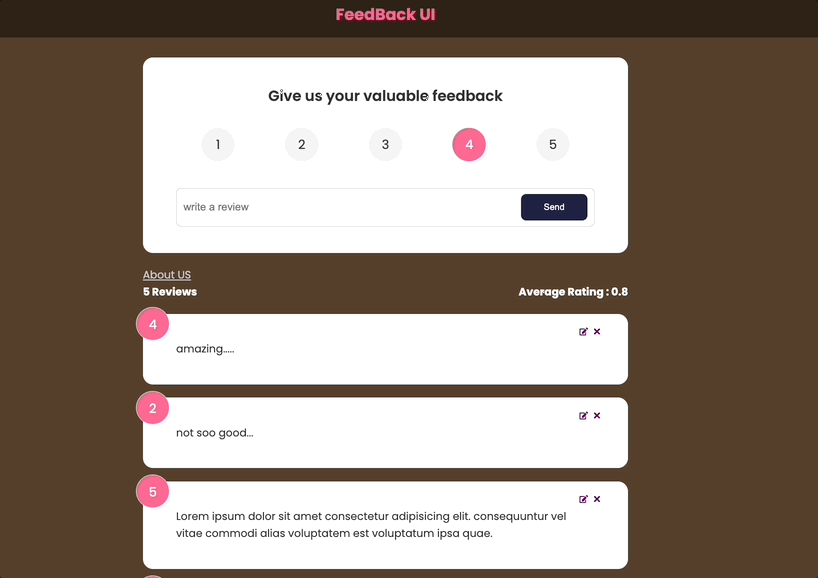 FeedBack UI
Give us your valuable feedback
1 2 3 4 5
write a review Send
About US
5 Reviews Average Rating : 0.8
4
amazing.....
2
not soo good...
5
Lorem ipsum dolor sit amet consectetur adipisicing elit. consequuntur vel
vitae commodi alias voluptatem est voluptatum ipsa quae.